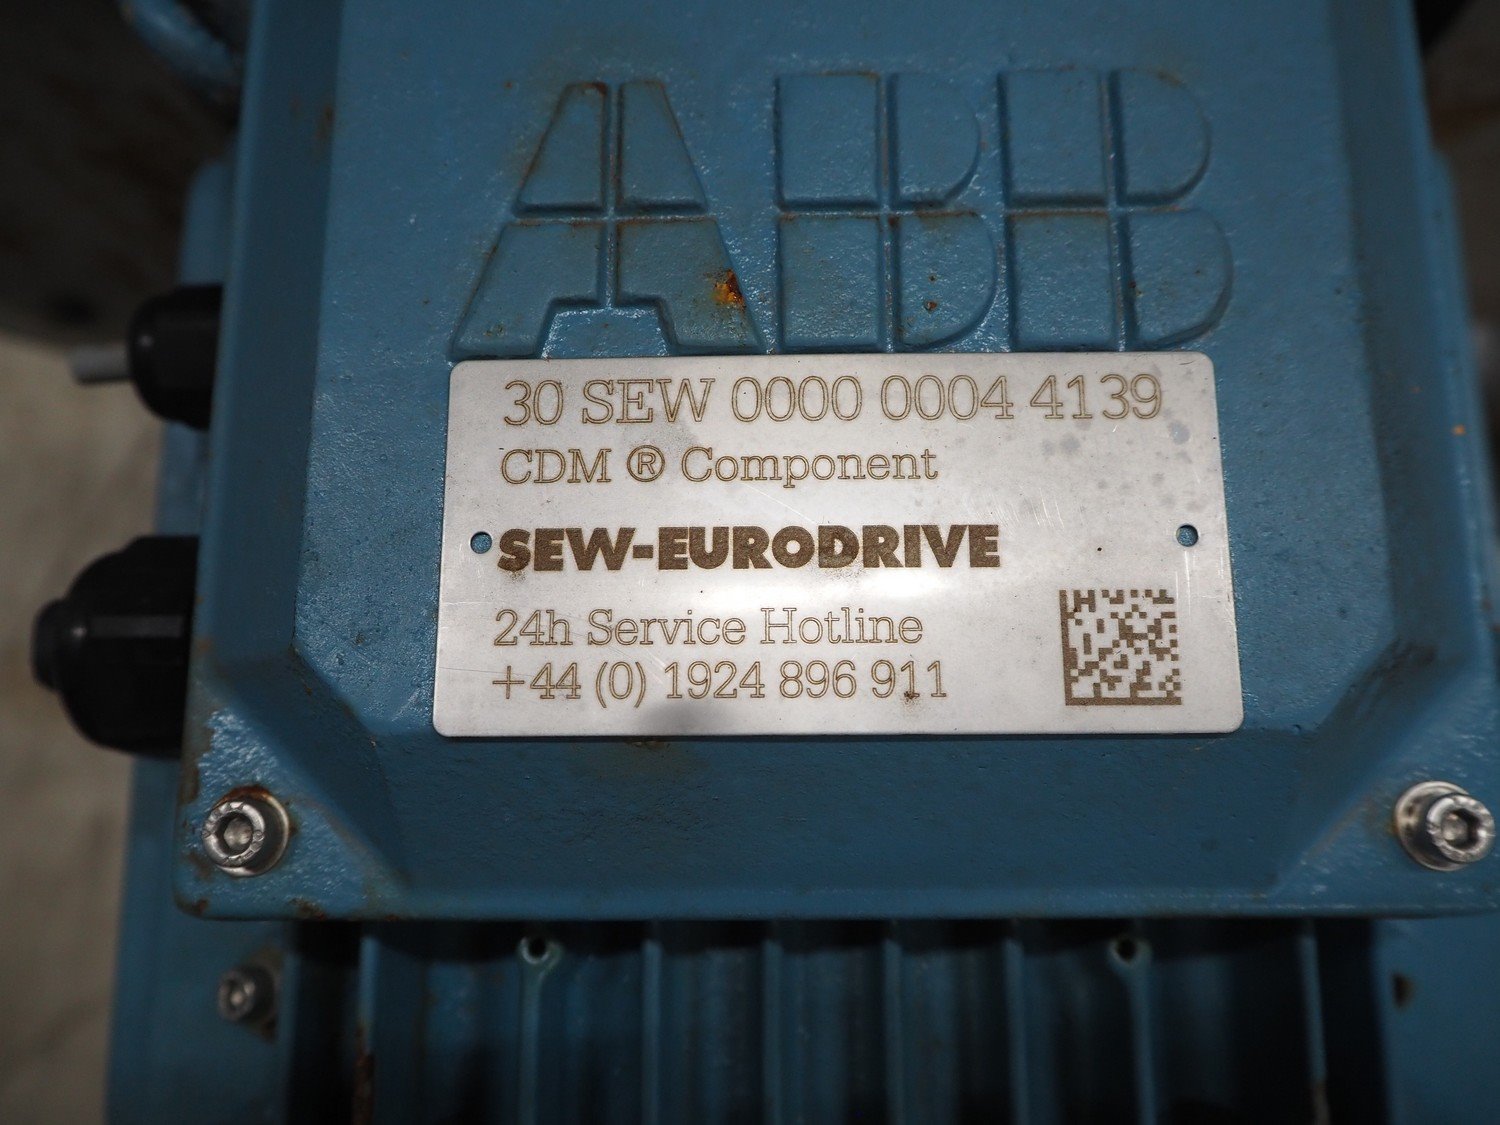 ABB
30 SEW 0000 0004 4139
CDM ® Component
SEW-EURODRIVE
24h Service Hotline
+44 (0) 1924 896 911